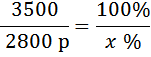 3500 / 2800 р = 100% / x %